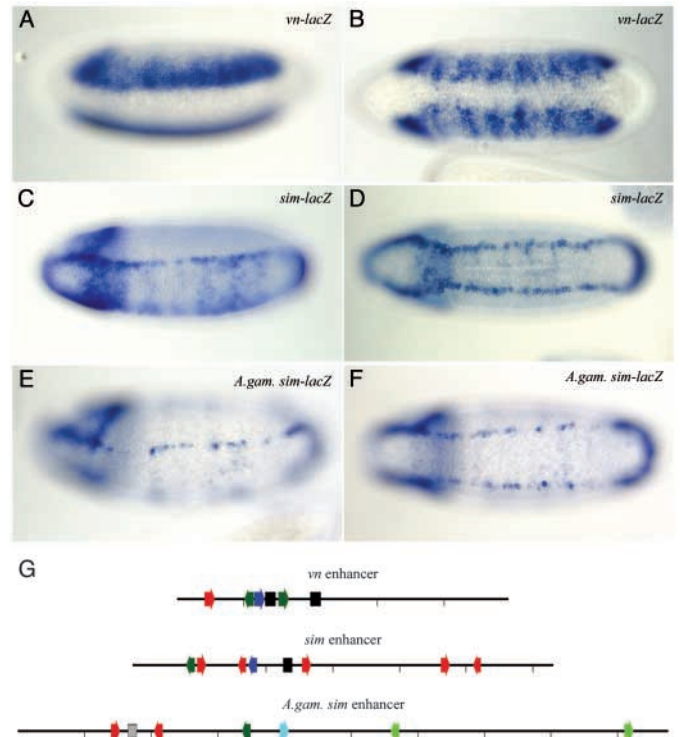 A
vn-lacZ
B
vn-lacZ
C
sim-lacZ
D
sim-lacZ
E
A.gam. sim-lacZ
F
A.gam. sim-lacZ
G
vn enhancer
sim enhancer
A.gam. sim enhancer